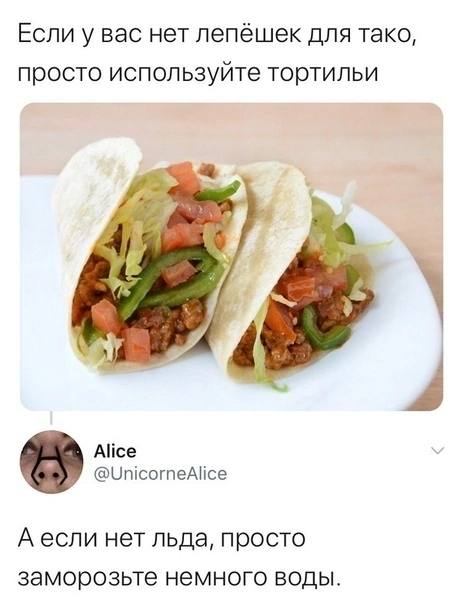 Если у вас нет лепёшек для тако,
просто используйте тортильи
Alice
@UnicorneAlice
А если нет льда, просто
заморозьте немного воды.